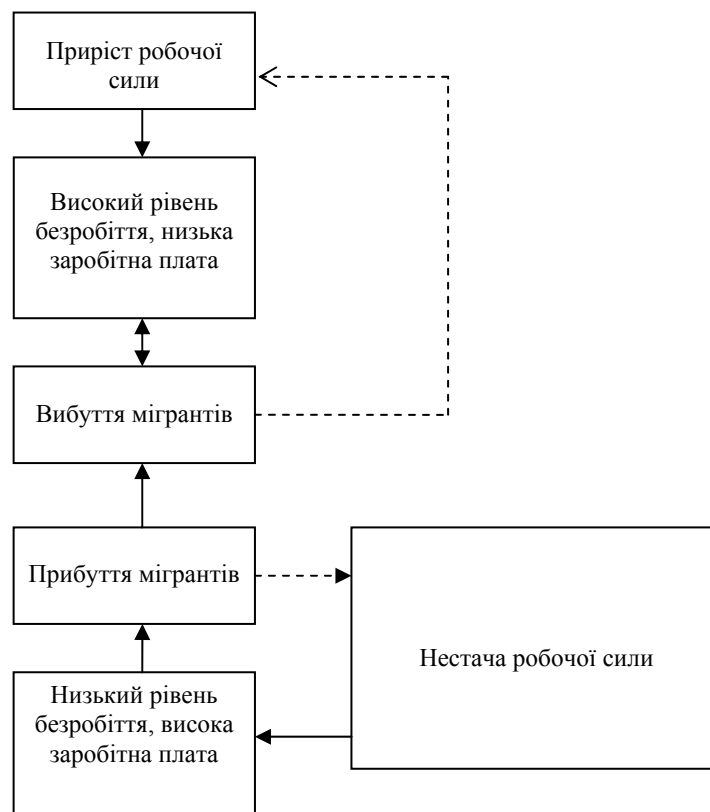 Приріст робочої
сили
Високий рівень
безробіття, низька
заробітна плата
Вибуття мігрантів
Прибуття мігрантів
Нестача робочої сили
Низький рівень
безробіття, висока
заробітна плата